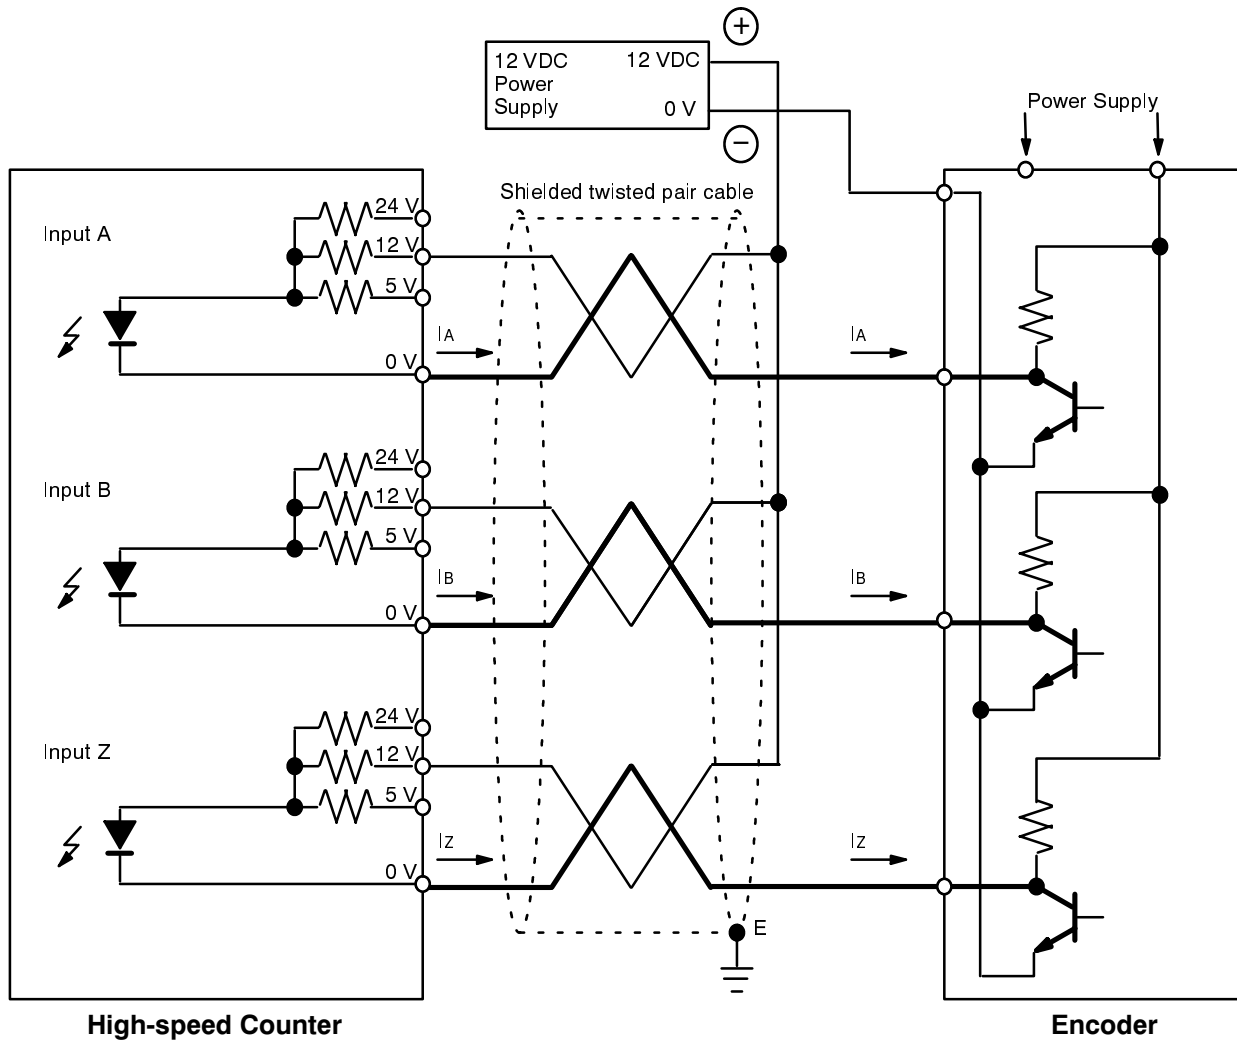 +
12 VDC 12 VDC
Power
Supply 0 V
−
Power Supply
Shielded twisted pair cable
Input A
24 V
12 V
5 V
0 V
IA
IA
Input B
24 V
12 V
5 V
0 V
IB
IB
Input Z
24 V
12 V
5 V
0 V
IZ
IZ
E
High-speed Counter
Encoder